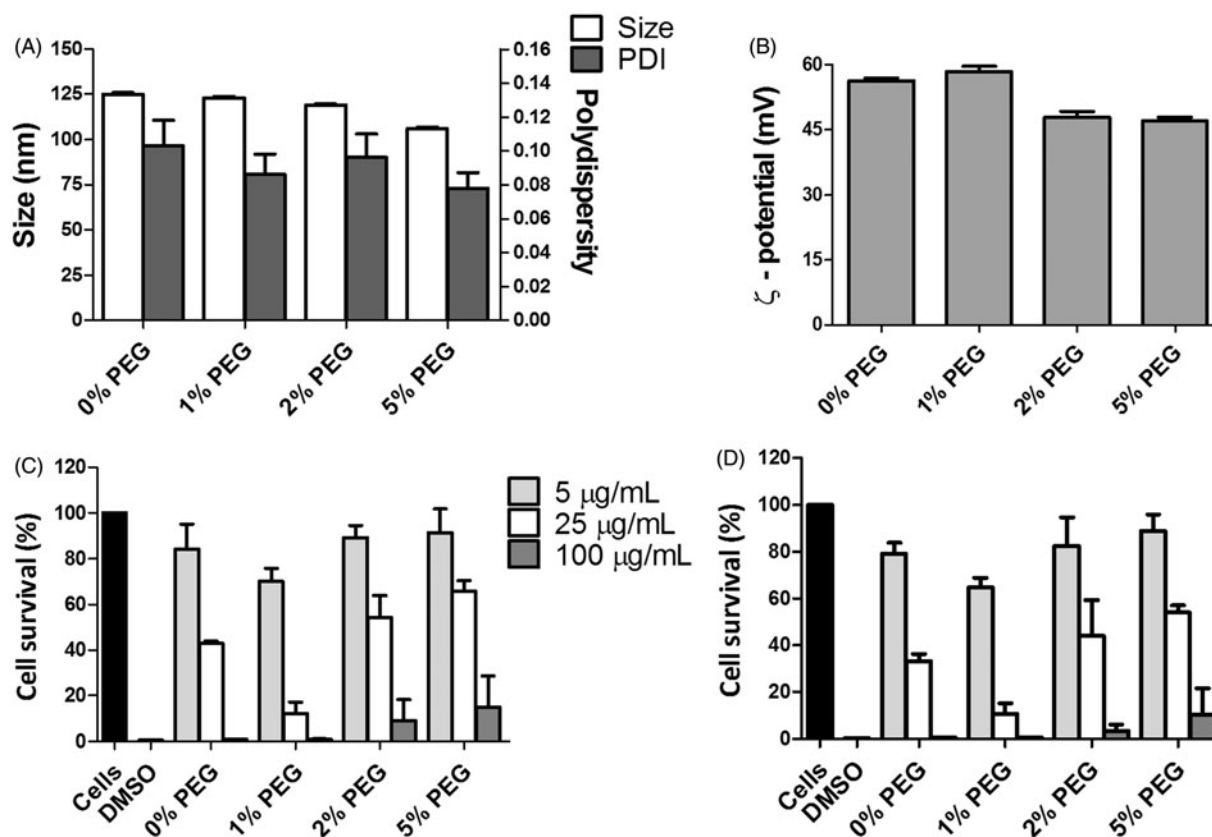 (A)
Size
PDI
150
125
100
75
50
25
0
Size (nm)
0.16
0.14
0.12
0.10
0.08
0.06
0.04
0.02
0.00
Polydispersity
0% PEG
1% PEG
2% PEG
5% PEG
(B)
60
45
30
15
0
ζ - potential (mV)
0% PEG
1% PEG
2% PEG
5% PEG
(C)
120
100
80
60
40
20
0
Cell survival (%)
5 μg/mL
25 μg/mL
100 μg/mL
Cells
DMSO
0% PEG
1% PEG
2% PEG
5% PEG
(D)
120
100
80
60
40
20
0
Cell survival (%)
Cells
DMSO
0% PEG
1% PEG
2% PEG
5% PEG